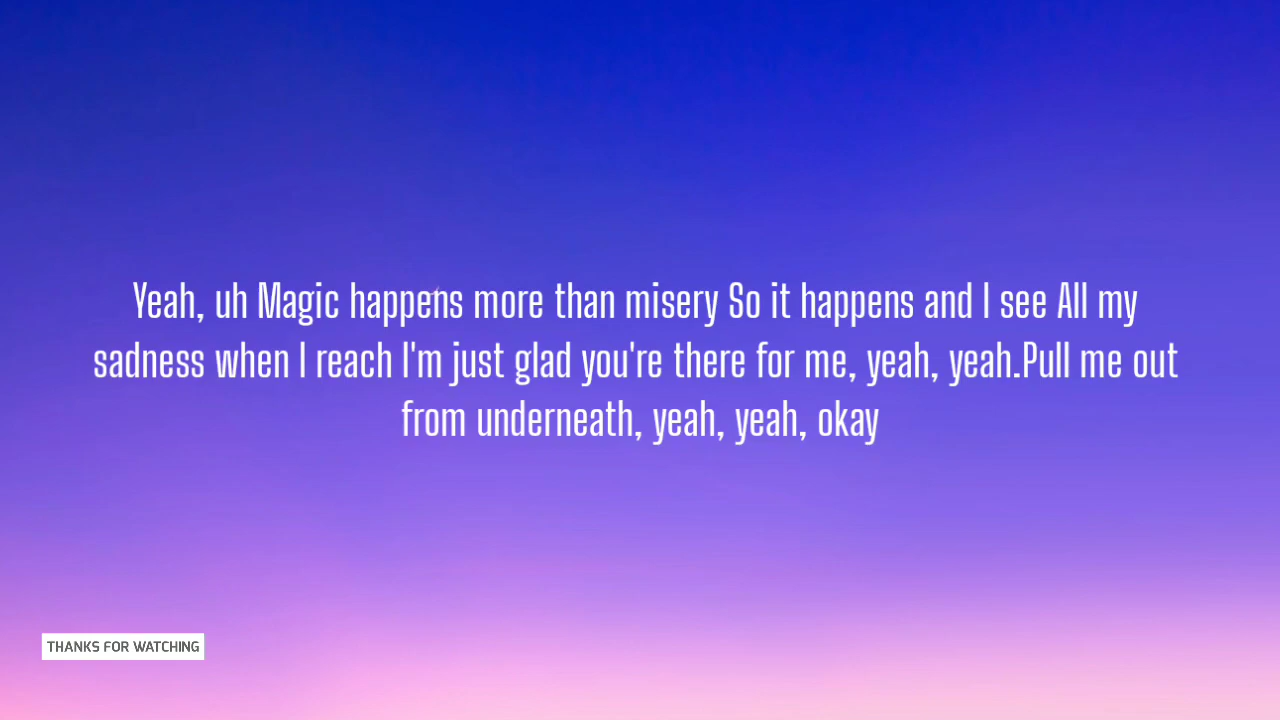 Yeah, uh Magic happens more than misery So it happens and I see All my
sadness when I reach I'm just glad you're there for me, yeah, yeah.Pull me out
from underneath, yeah, yeah, okay
THANKS FOR WATCHING